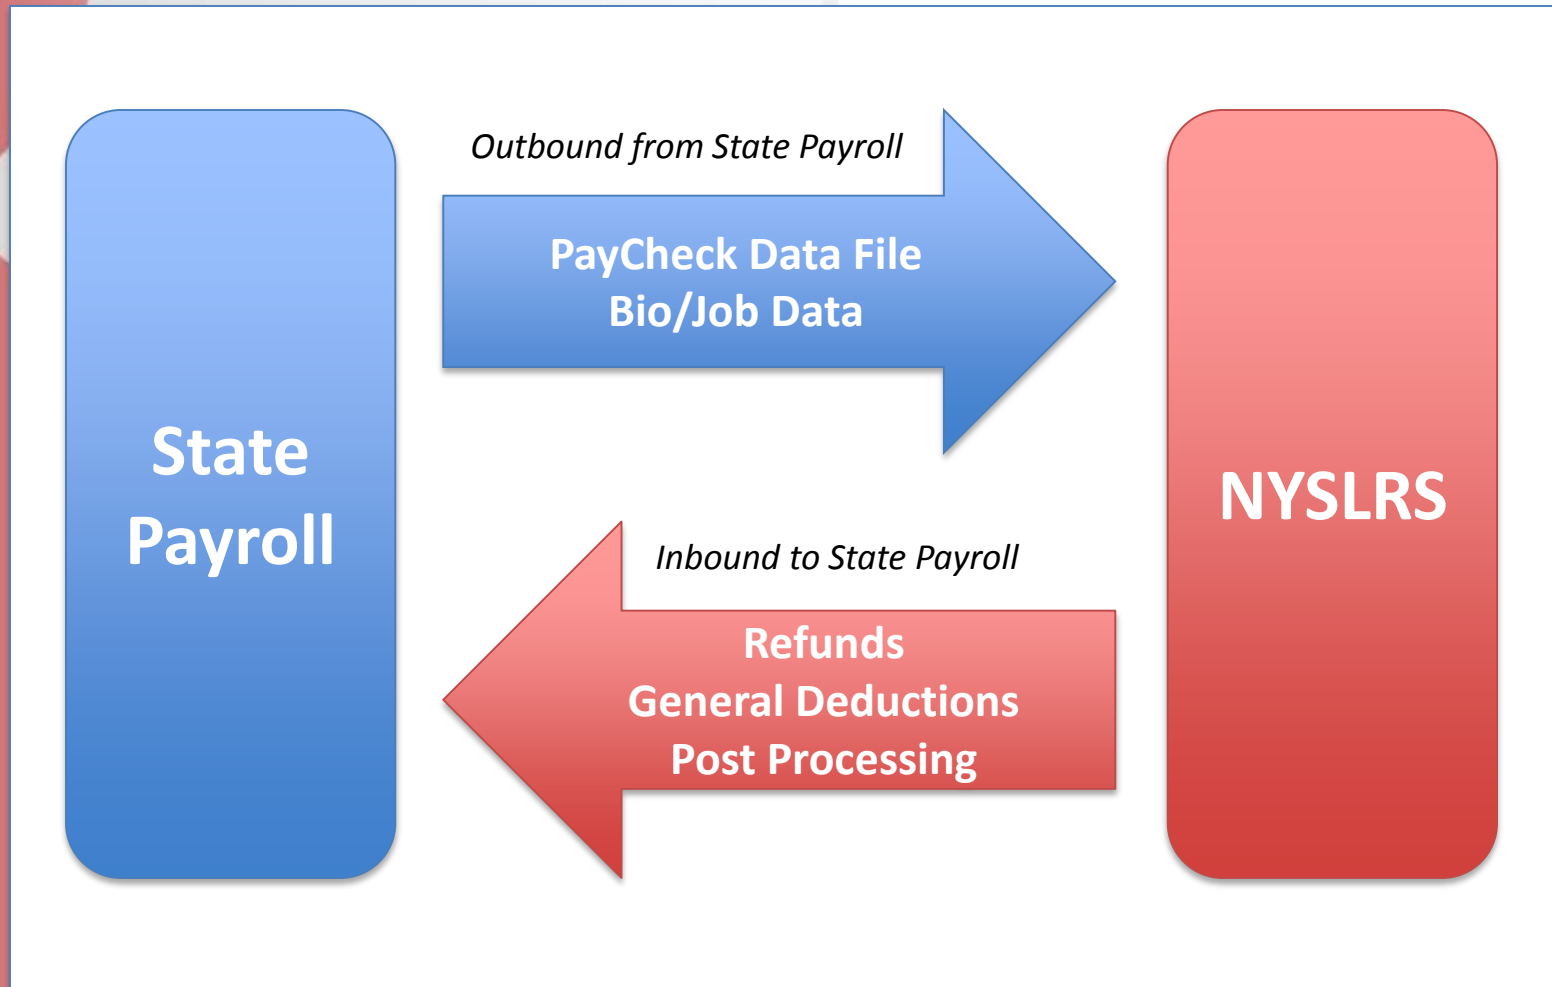 State
Payroll
Outbound from State Payroll
PayCheck Data File
Bio/Job Data
Inbound to State Payroll
Refunds
General Deductions
Post Processing
NYSLRS